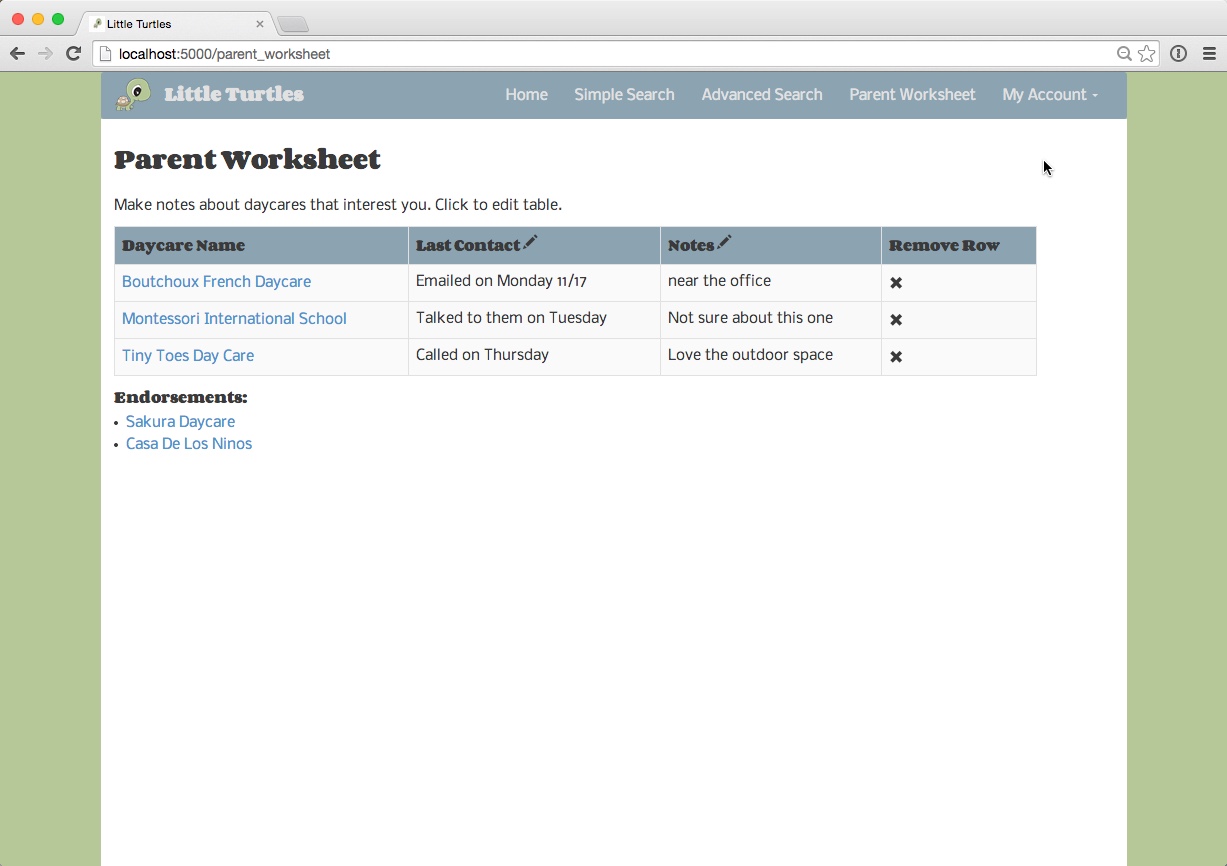 Little Turtles
localhost:5000/parent_worksheet
Little Turtles Home Simple Search Advanced Search Parent Worksheet My Account
Parent Worksheet
Make notes about daycares that interest you. Click to edit table.
Daycare Name Last Contact Notes Remove Row
Boutchoux French Daycare Emailed on Monday 11/17 near the office
Montessori International School Talked to them on Tuesday Not sure about this one
Tiny Toes Day Care Called on Thursday Love the outdoor space
Endorsements:
• Sakura Daycare
• Casa De Los Ninos